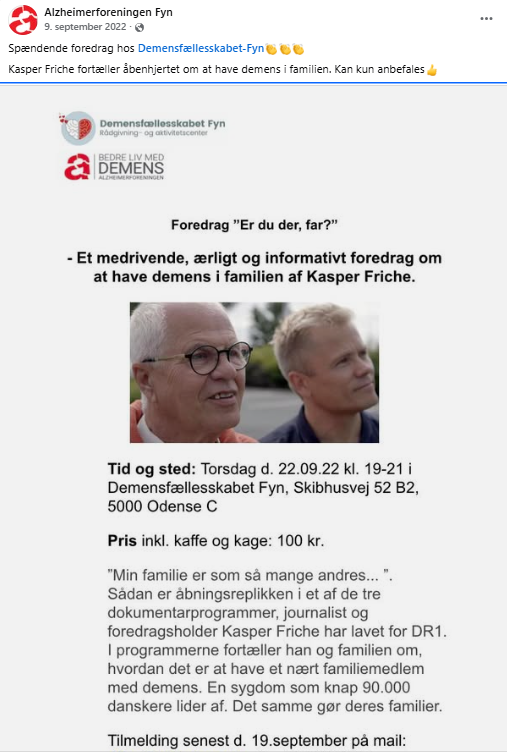 Alzheimerforeningen Fyn
9. september 2022 ·
Spændende foredrag hos Demensfællesskabet-Fyn👏👏👏
Kasper Friche fortæller åbenhjertet om at have demens i familien. Kan kun anbefales👍
Demensfællesskabet Fyn
Rådgivning- og aktivitetscenter
BEDRE LIV MED
DEMENS
ALZHEIMERFORENINGEN
Foredrag ”Er du der, far?”
- Et medrivende, ærligt og informativt foredrag om
at have demens i familien af Kasper Friche.
Tid og sted: Torsdag d. 22.09.22 kl. 19-21 i
Demensfællesskabet Fyn, Skibhusvej 52 B2,
5000 Odense C
Pris inkl. kaffe og kage: 100 kr.
”Min familie er som så mange andres... ”.
Sådan er åbningsreplikken i et af de tre
dokumentarprogrammer, journalist og
foredragsholder Kasper Friche har lavet for DR1.
I programmerne fortæller han og familien om,
hvordan det er at have et nært familiemedlem
med demens. En sygdom som knap 90.000
danskere lider af. Det samme gør deres familier.
Tilmelding senest d. 19.september på mail: